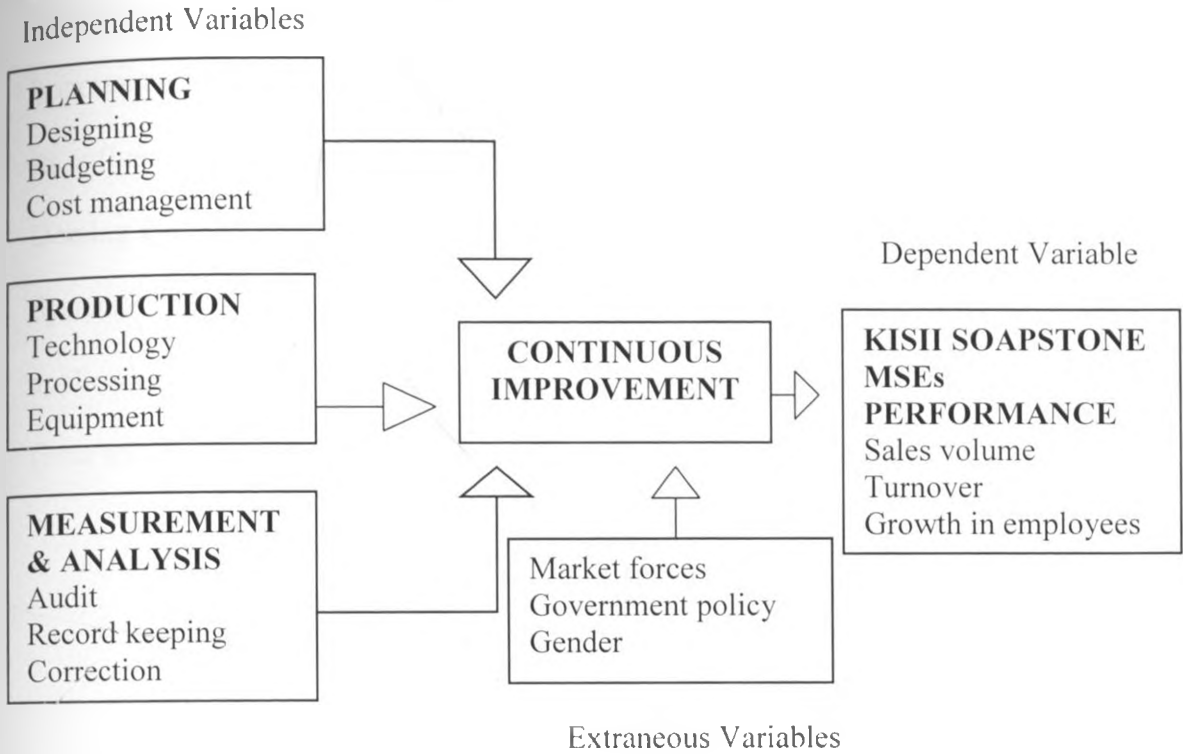 Independent Variables
PLANNING
Designing
Budgeting
Cost management
PRODUCTION
Technology
Processing
Equipment
MEASUREMENT
& ANALYSIS
Audit
Record keeping
Correction
CONTINUOUS
IMPROVEMENT
Market forces
Government policy
Gender
Extraneous Variables
Dependent Variable
KISII SOAPSTONE
MSEs
PERFORMANCE
Sales volume
Turnover
Growth in employees